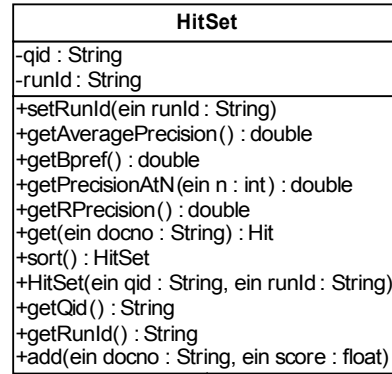 HitSet
-qid : String
-runId : String
+setRunId(ein runId : String)
+getAveragePrecision() : double
+getBpref() : double
+getPrecisionAtN(ein n : int) : double
+getRPrecision() : double
+get(ein docno : String) : Hit
+sort() : HitSet
+HitSet(ein qid : String, ein runId : String)
+getQid() : String
+getRunId() : String
+add(ein docno : String, ein score : float)